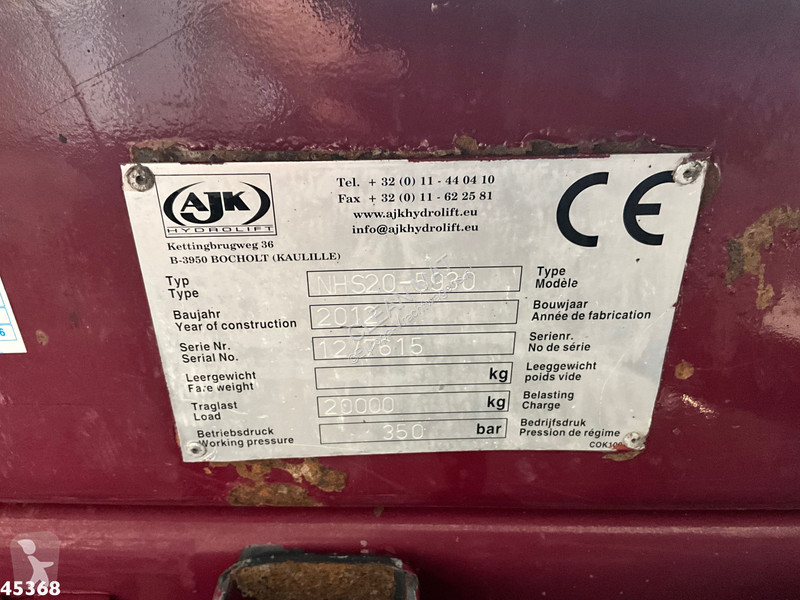 AJK
HYDROLIFT
Kettingbrugweg 36
B-3950 BOCHOLT (KAULILLE)
Tel. + 32 (0) 11 - 44 04 10
Fax + 32 (0) 11 - 62 25 81
www.ajkhydrolift.eu
info@ajkhydrolift.eu
CE
Typ NHS20-5930 Type
Type Modèle
Baujahr 2012 Bouwjaar
Year of construction Année de fabrication
Serie Nr. 1277615 Serienr.
Serial No. No de série
Leergewicht kg Leeggewicht
Fare weight poids vide
Traglast 20000 kg Belasting
Load Charge
Betriebsdruck 350 bar Bedrijfsdruk
Working pressure Pression de régime
6
45368